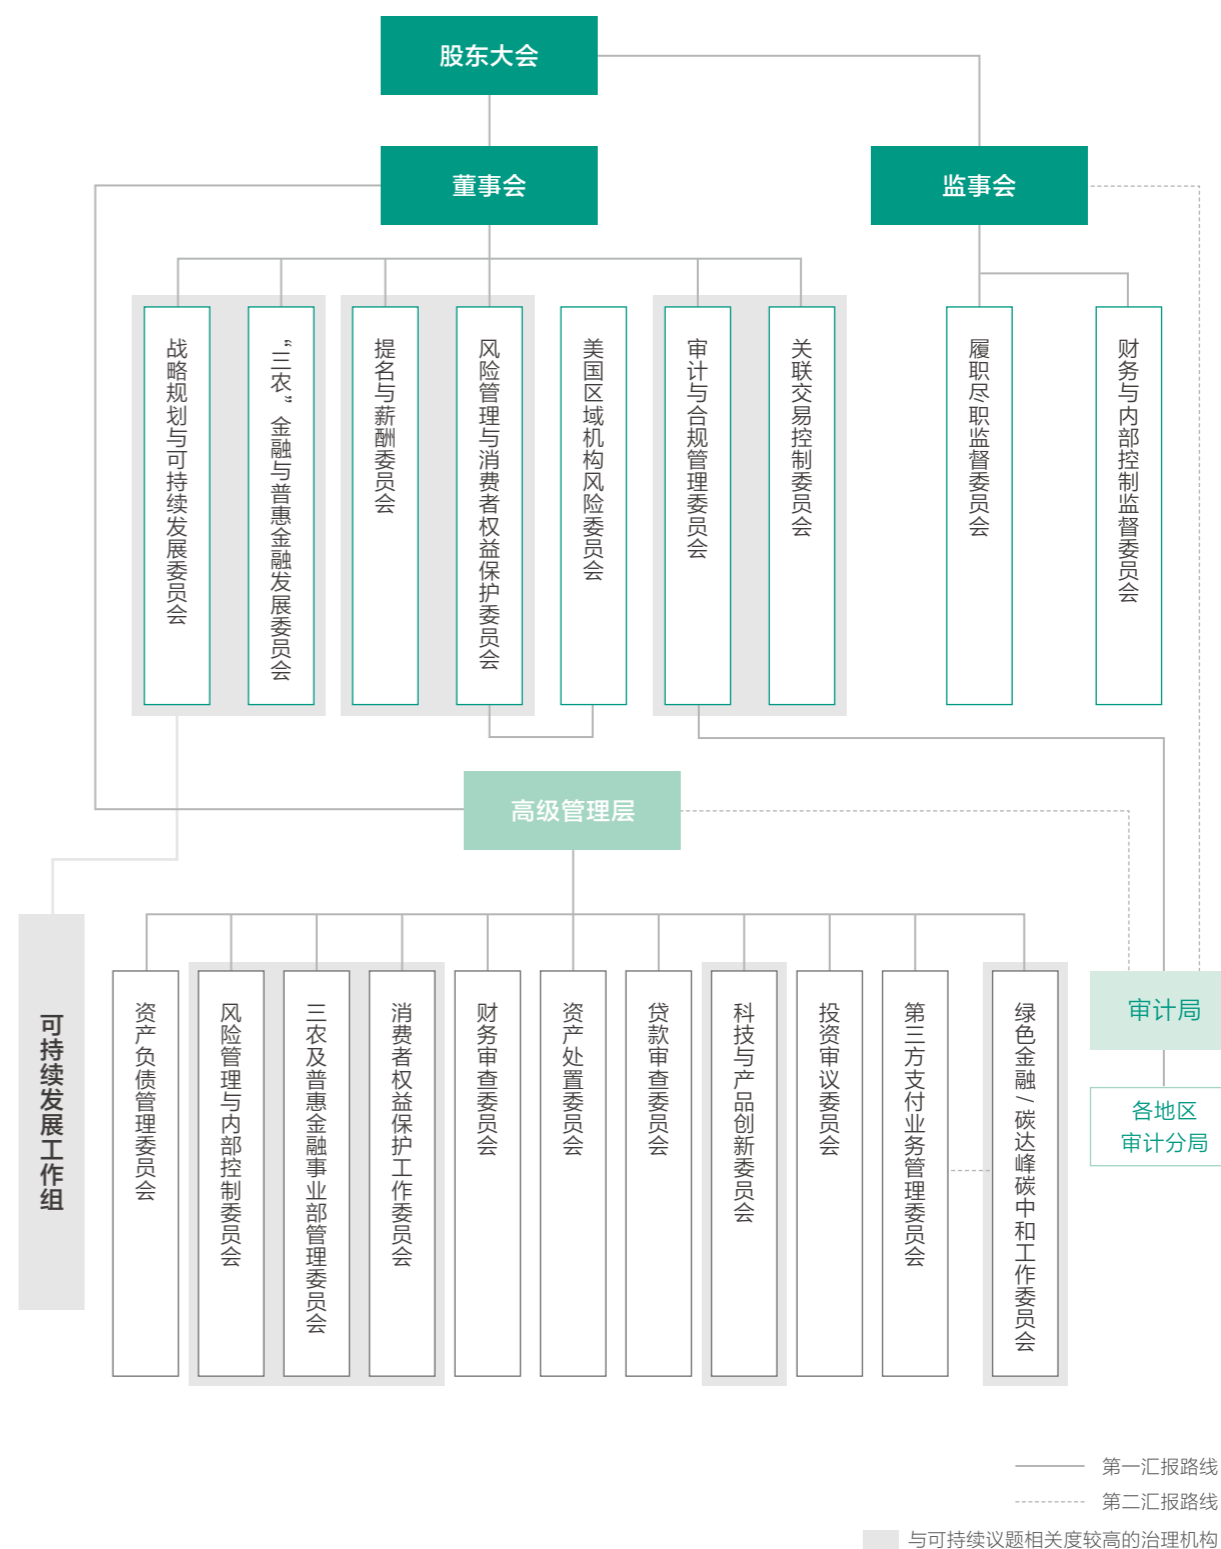 股东大会
董事会
监事会
战略规划与可持续发展委员会
“三农”金融与普惠金融发展委员会
提名与薪酬委员会
风险管理与消费者权益保护委员会
美国区域机构风险委员会
审计与合规管理委员会
关联交易控制委员会
履职尽职监督委员会
财务与内部控制监督委员会
高级管理层
可持续发展工作组
资产负债管理委员会
风险管理与内部控制委员会
三农及普惠金融事业部管理委员会
消费者权益保护工作委员会
财务审查委员会
资产处置委员会
贷款审查委员会
科技与产品创新委员会
投资审议委员会
第三方支付业务管理委员会
绿色金融/碳达峰碳中和工作委员会
审计局
各地区
审计分局
第一汇报路线
第二汇报路线
与可持续议题相关度较高的治理机构